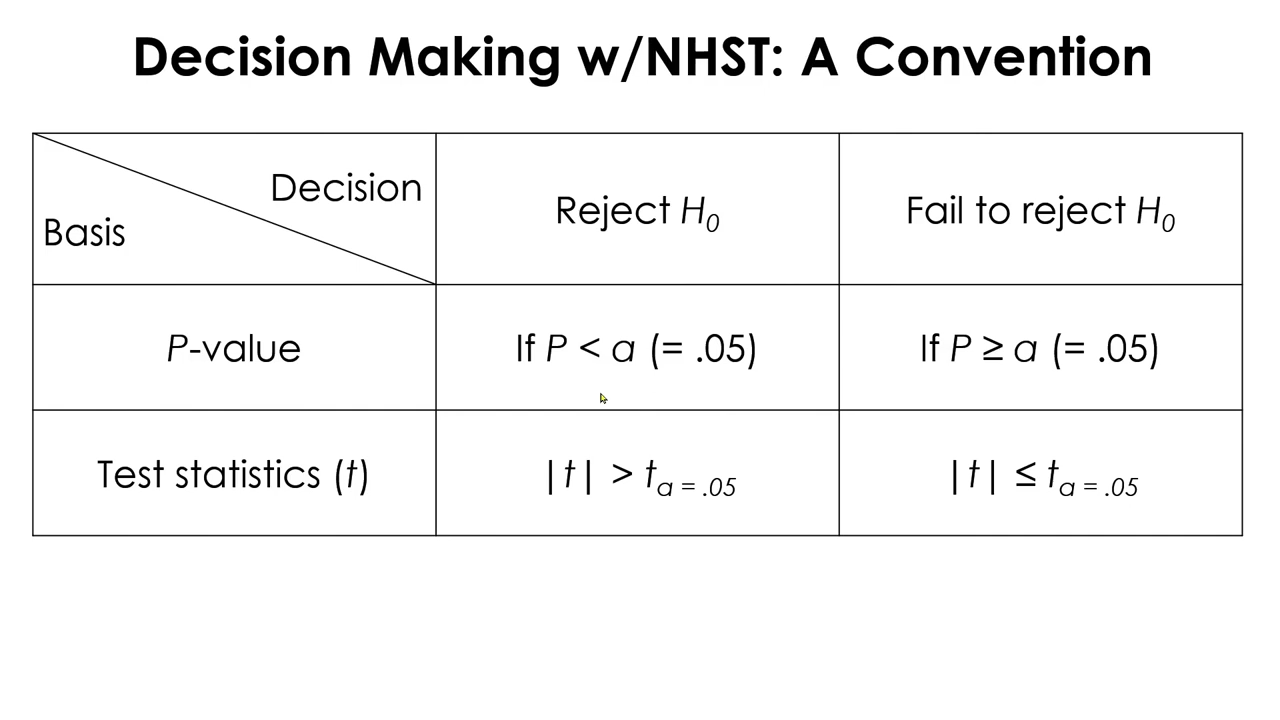 Decision Making w/NHST: A Convention
Decision
Basis
Reject H₀
Fail to reject H₀
P-value
If P < α (= .05)
If P ≥ α (= .05)
Test statistics (t)
|t| > tα = .05
|t| ≤ tα = .05